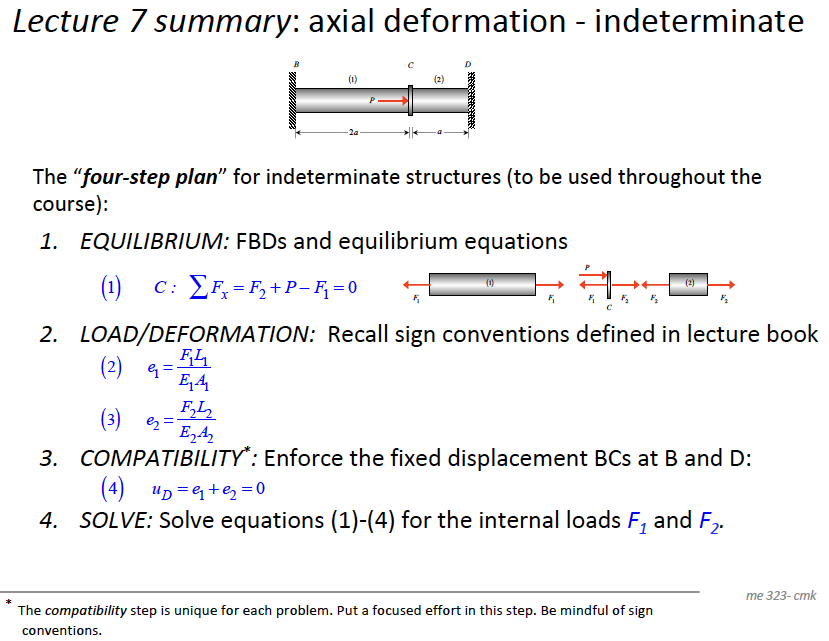 Lecture 7 summary: axial deformation - indeterminate
B C D
(1) (2)
P
2a a
The “four-step plan” for indeterminate structures (to be used throughout the
course):
1. EQUILIBRIUM: FBDs and equilibrium equations
(1) C: ∑Fₓ = F₂ + P – F₁ = 0
P
(1) (2)
F₁ F₁ F₁ F₂ F₂ F₂
C
2. LOAD/DEFORMATION: Recall sign conventions defined in lecture book
(2) e₁ = F₁L₁ / E₁A₁
(3) e₂ = F₂L₂ / E₂A₂
3. COMPATIBILITY*: Enforce the fixed displacement BCs at B and D:
(4) u_D = e₁ + e₂ = 0
4. SOLVE: Solve equations (1)-(4) for the internal loads F₁ and F₂.
me 323- cmk
* The compatibility step is unique for each problem. Put a focused effort in this step. Be mindful of sign
conventions.